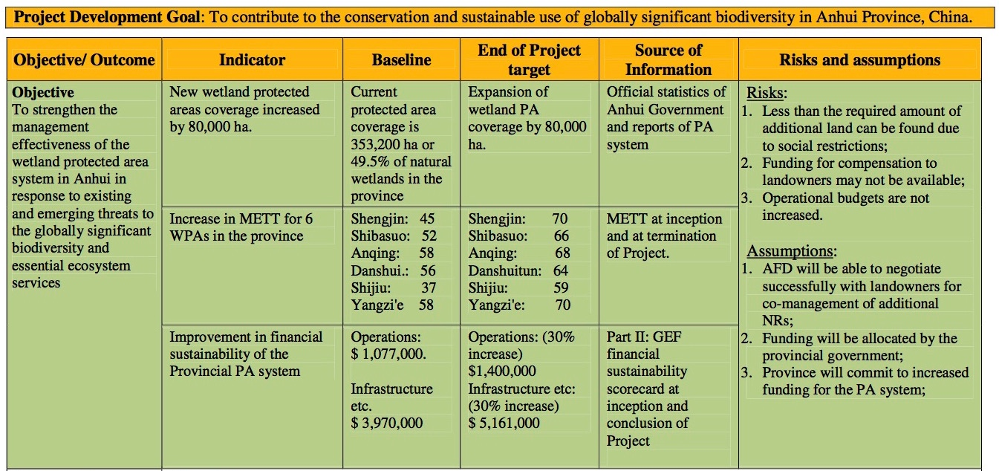 Project Development Goal: To contribute to the conservation and sustainable use of globally significant biodiversity in Anhui Province, China.
Objective/ Outcome
Indicator
Baseline
End of Project
target
Source of
Information
Risks and assumptions
Objective
To strengthen the
management
effectiveness of the
wetland protected area
system in Anhui in
response to existing
and emerging threats to
the globally significant
biodiversity and
essential ecosystem
services
New wetland protected
areas coverage increased
by 80,000 ha.
Current
protected area
coverage is
353,200 ha or
49.5% of natural
wetlands in the
province
Expansion of
wetland PA
coverage by 80,000
ha.
Official statistics of
Anhui Government
and reports of PA
system
Increase in METT for 6
WPAs in the province
Shengjin: 45
Shibasuo: 52
Anqing: 58
Danshui.: 56
Shijiu: 37
Yangzi'e 58
Shengjin: 70
Shibasuo: 66
Anqing: 68
Danshuitun: 64
Shijiu: 59
Yangzi'e: 70
METT at inception
and at termination
of Project.
Improvement in financial
sustainability of the
Provincial PA system
Operations:
$ 1,077,000.
Infrastructure
etc.
$ 3,970,000
Operations: (30%
increase)
$1,400,000
Infrastructure etc:
(30% increase)
$ 5,161,000
Part II: GEF
financial
sustainability
scorecard at
inception and
conclusion of
Project
Risks:
1. Less than the required amount of
additional land can be found due
to social restrictions;
2. Funding for compensation to
landowners may not be available;
3. Operational budgets are not
increased.
Assumptions:
1. AFD will be able to negotiate
successfully with landowners for
co-management of additional
NRs;
2. Funding will be allocated by the
provincial government;
3. Province will commit to increased
funding for the PA system;